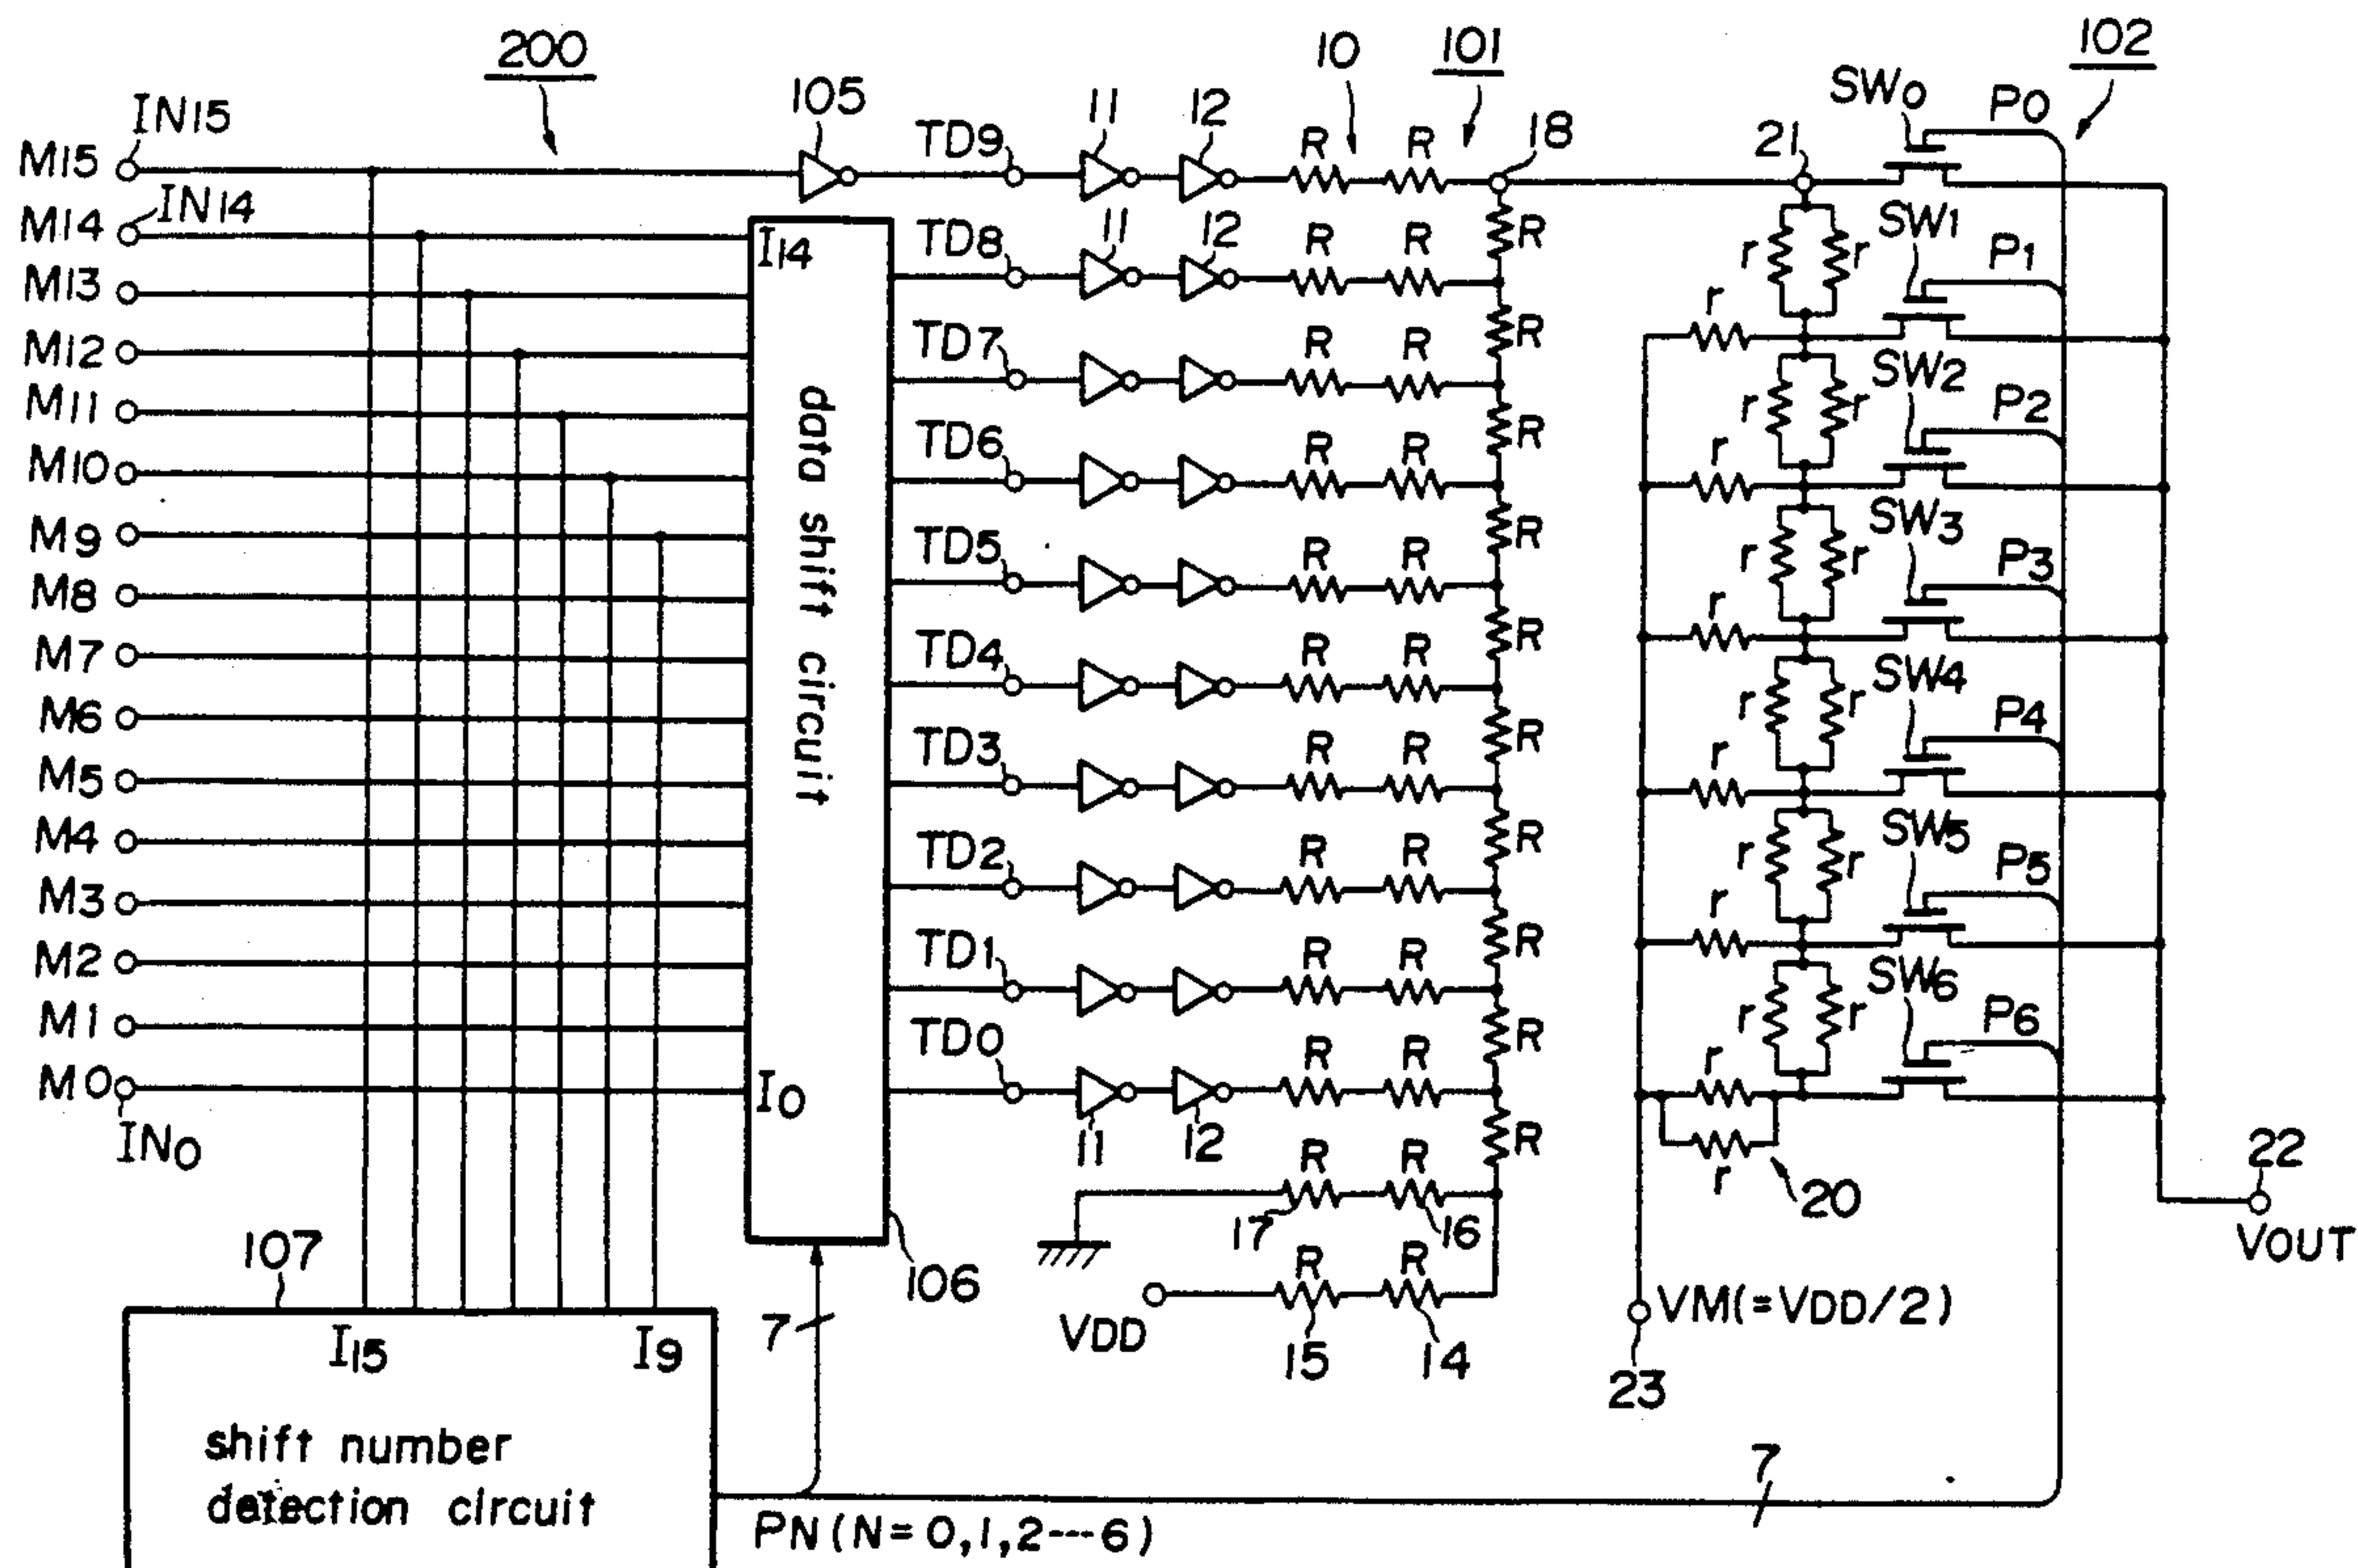 200
10
101
102
IN15
105
11
12
TD9
R
R
18
21
SW0
P0
M15
IN14
M14
I14
TD8
11
12
R
R
R
r
r
SW1
P1
M13
M12
TD7
R
R
R
r
r
r
SW2
P2
M11
M10
TD6
R
R
R
r
r
r
SW3
P3
M9
M8
data shift circuit
TD5
R
R
R
r
r
r
SW4
P4
M7
M6
TD4
R
R
R
r
r
r
SW5
P5
M5
TD3
R
R
R
M4
TD2
R
R
R
r
r
r
SW6
P6
M3
M2
TD1
R
R
R
M1
M0
IN0
I0
TD0
11
12
R
R
R
r
r
20
22
VOUT
R
R
17
16
107
106
7
VDD
R
R
15
14
VM(=VDD/2)
23
I15
I9
shift number
detection circuit
PN(N=0,1,2---6)
7